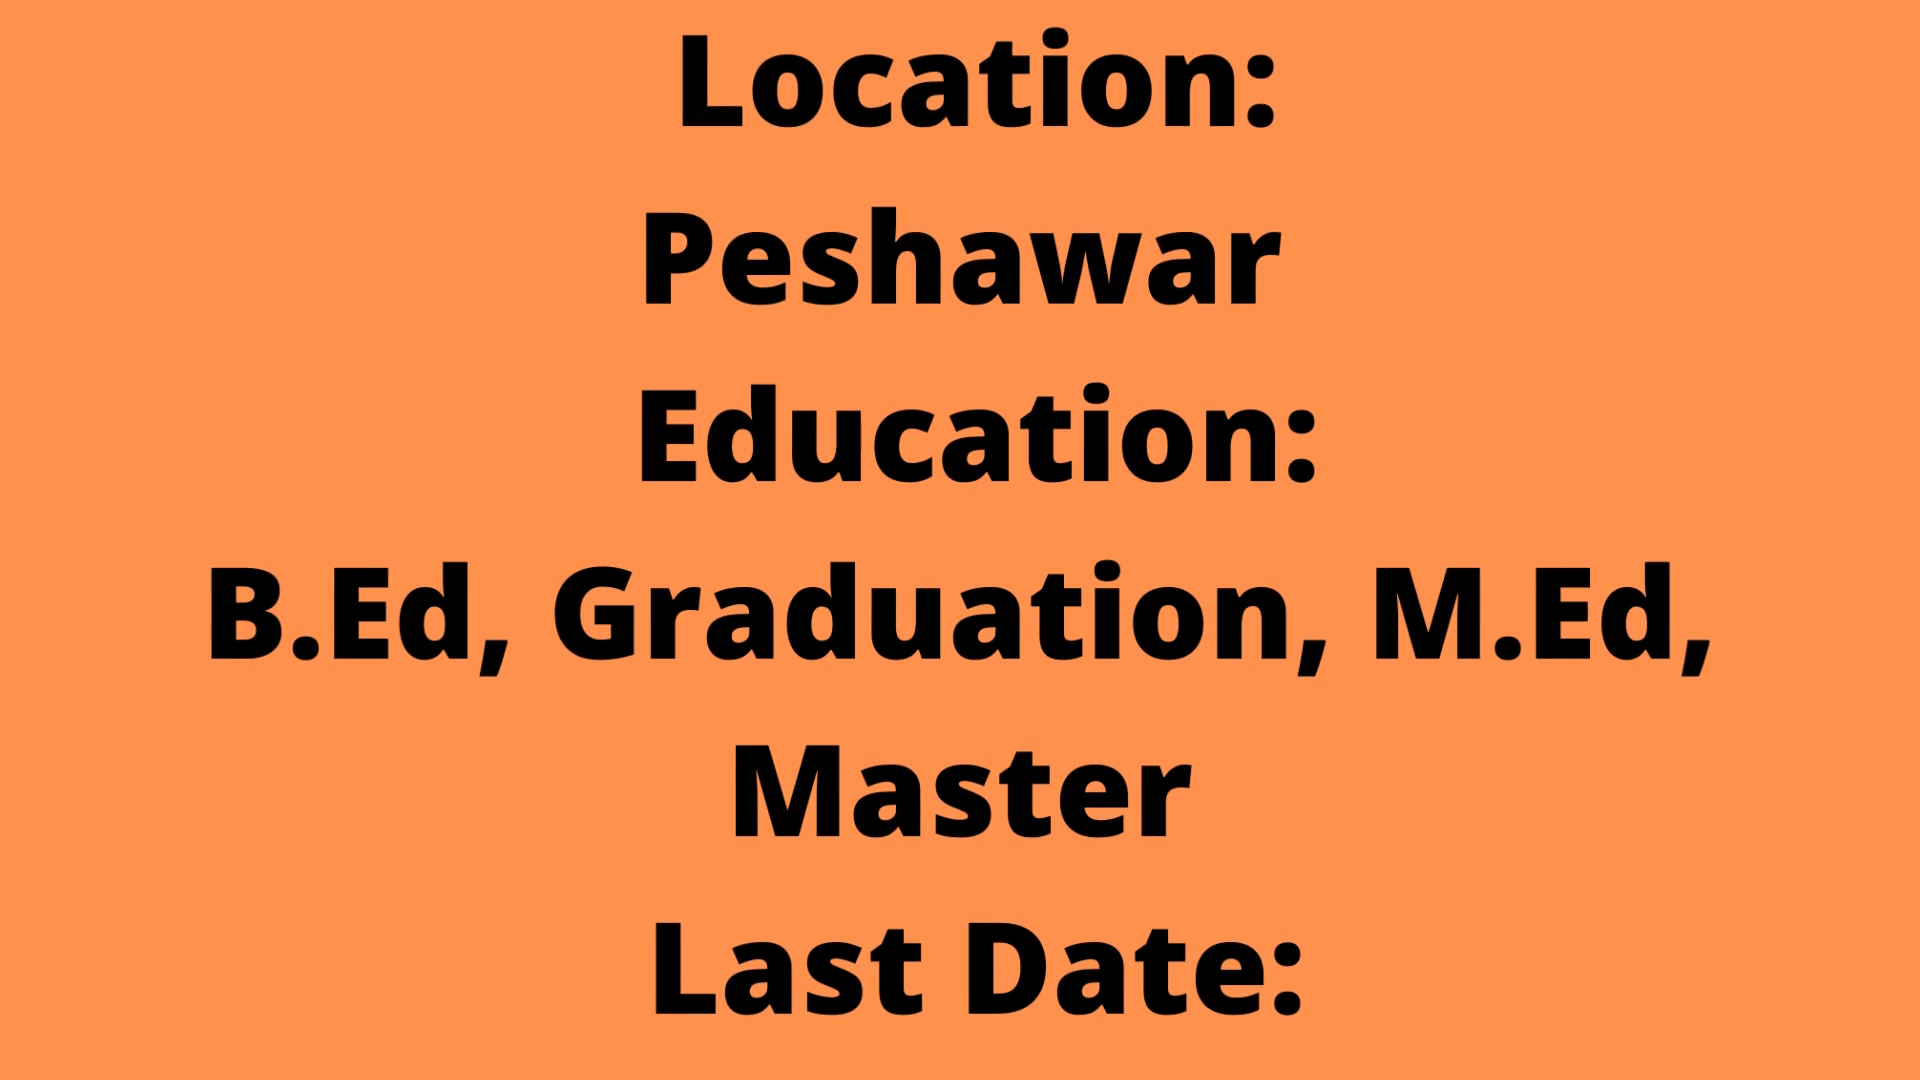 Location:
Peshawar
Education:
B.Ed, Graduation, M.Ed,
Master
Last Date: